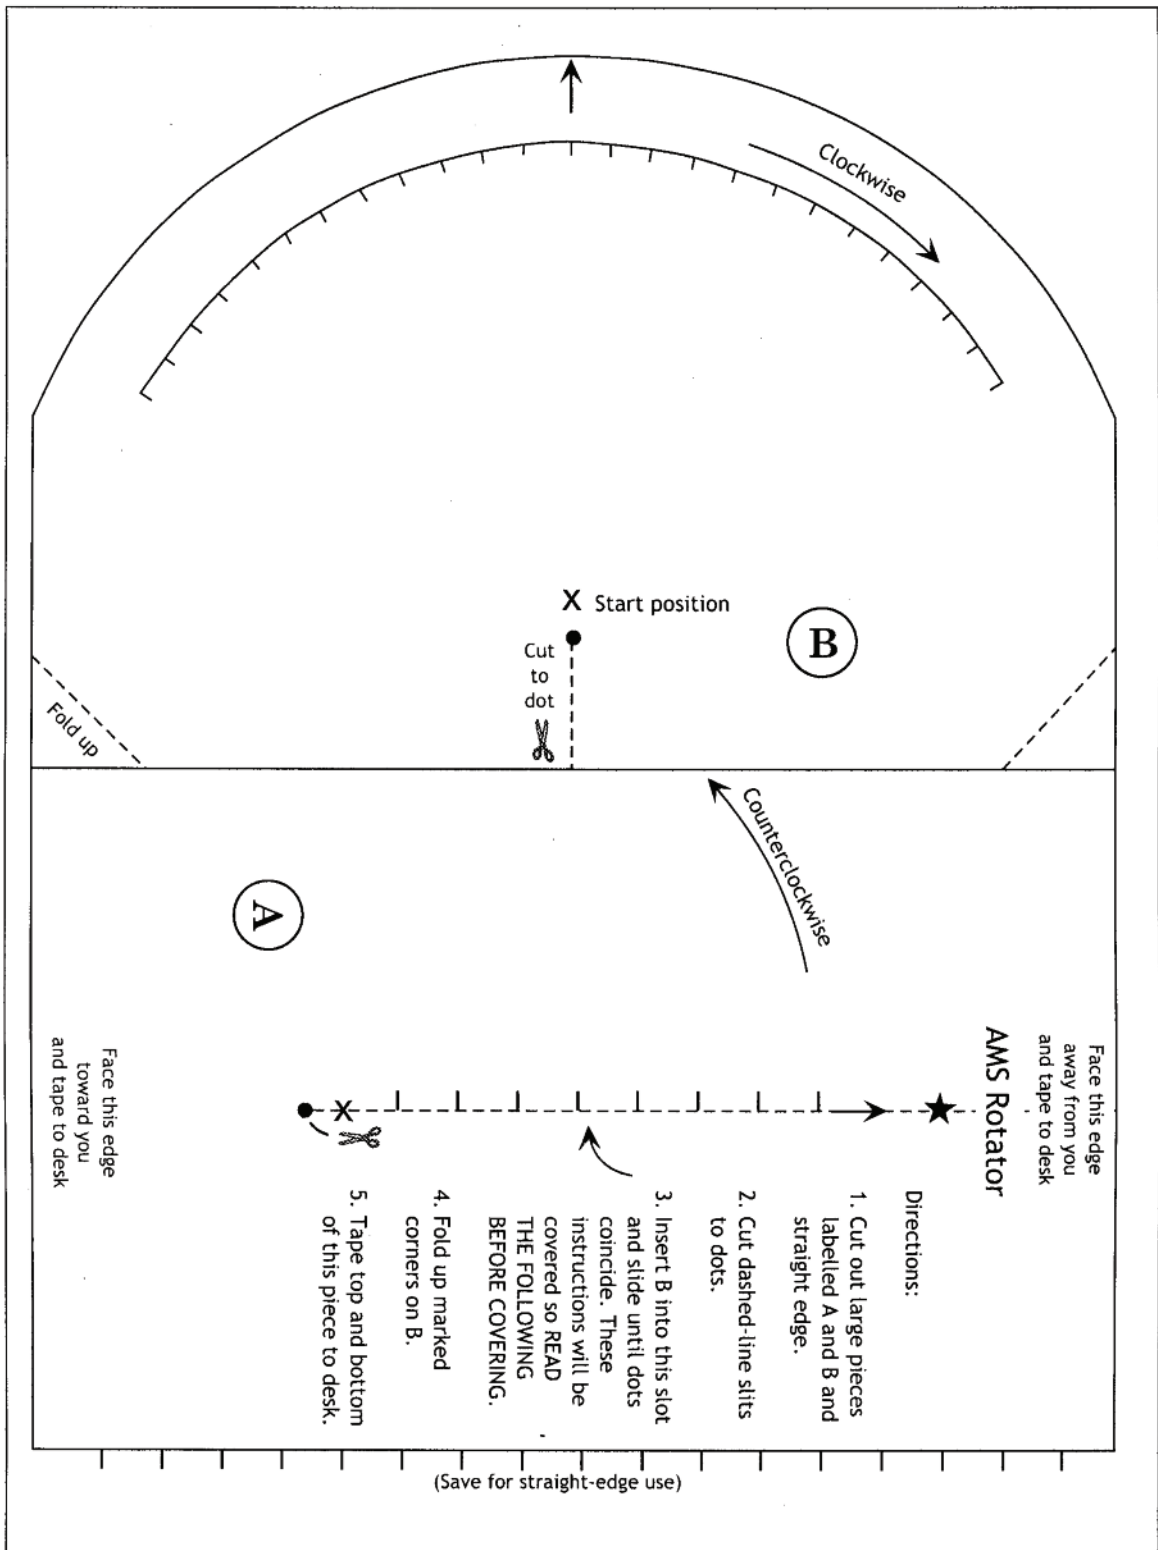 Clockwise
X Start position
B
Cut
to
dot
Fold up
Counterclockwise
A
Face this edge
away from you
and tape to desk
AMS Rotator
X
Directions:
1. Cut out large pieces
labelled A and B and
straight edge.
2. Cut dashed-line slits
to dots.
3. Insert B into this slot
and slide until dots
coincide. These
instructions will be
covered so READ
THE FOLLOWING
BEFORE COVERING.
4. Fold up marked
corners on B.
5. Tape top and bottom
of this piece to desk.
Face this edge
toward you
and tape to desk
(Save for straight-edge use)